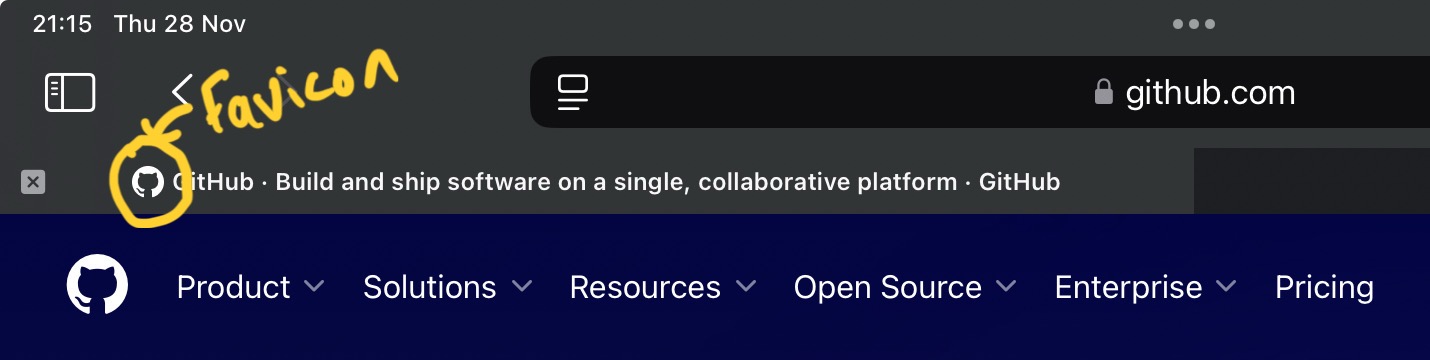 21:15 Thu 28 Nov
Favicon
github.com
GitHub · Build and ship software on a single, collaborative platform · GitHub
Product Solutions Resources Open Source Enterprise Pricing